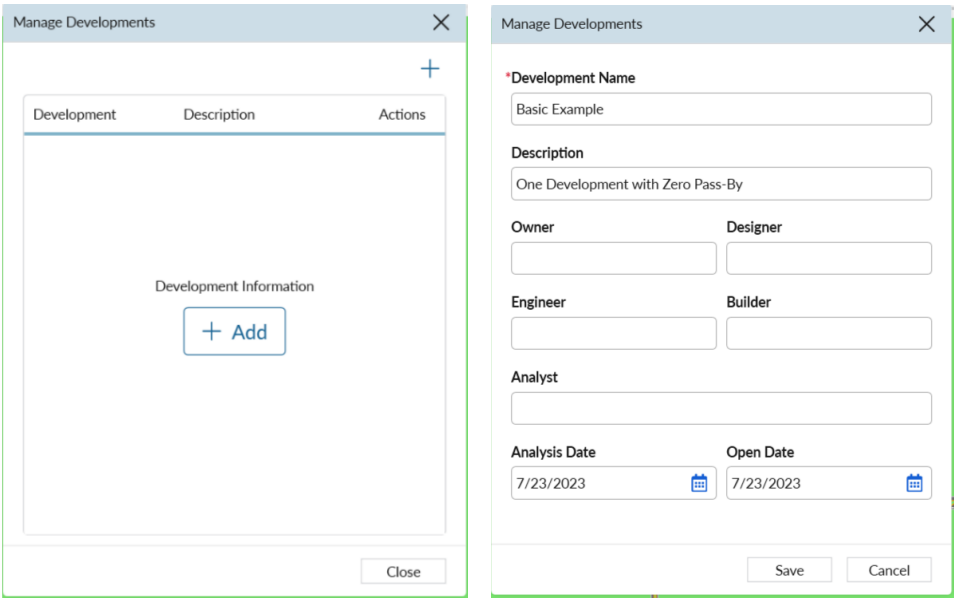 Manage Developments
Development Description Actions
Development Information
+ Add
Close
Manage Developments
*Development Name
Basic Example
Description
One Development with Zero Pass-By
Owner Designer
Engineer Builder
Analyst
Analysis Date Open Date
7/23/2023 7/23/2023
Save Cancel